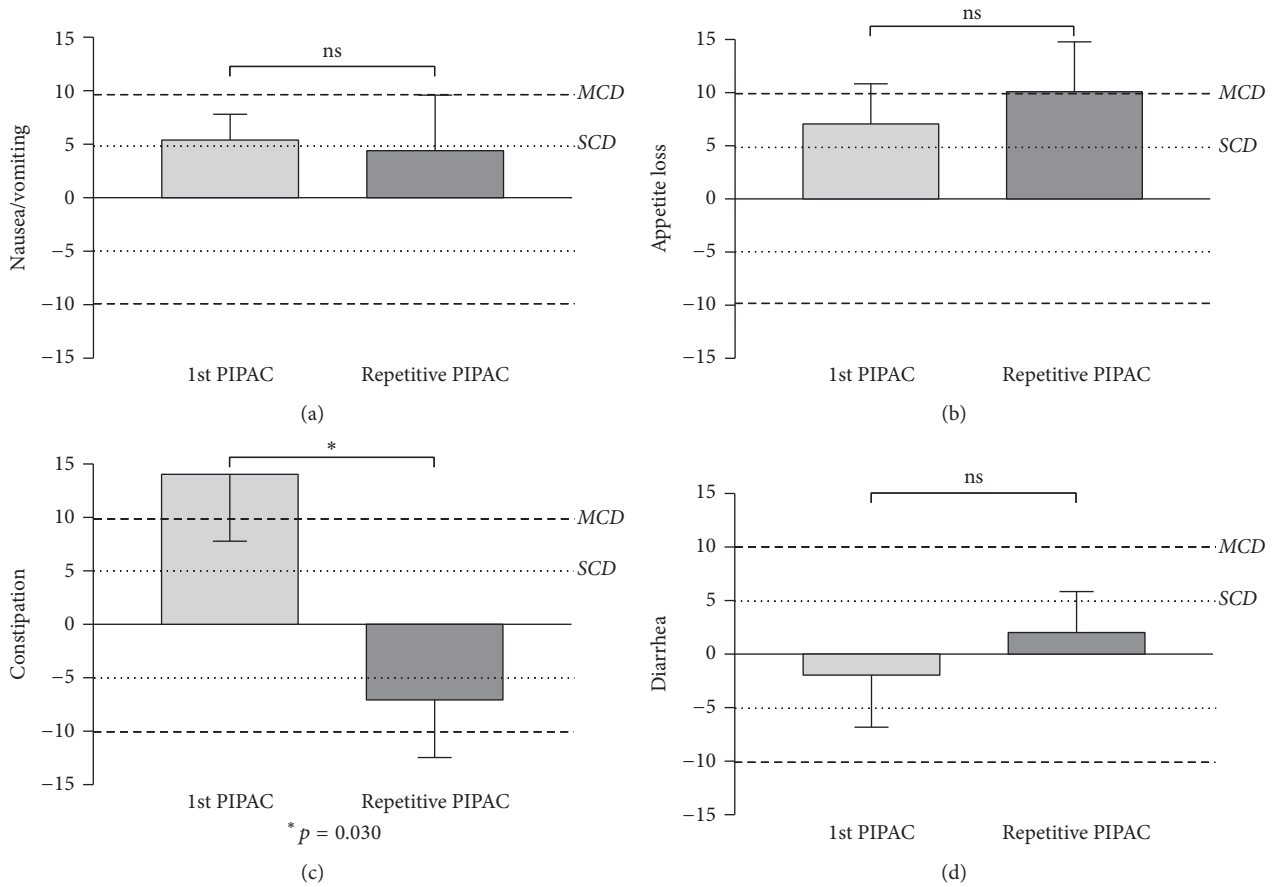 15
10
5
0
−5
−10
−15
Nausea/vomiting
ns
MCD
SCD
1st PIPAC Repetitive PIPAC
(a)
15
10
5
0
−5
−10
−15
Appetite loss
ns
MCD
SCD
1st PIPAC Repetitive PIPAC
(b)
15
10
5
0
−5
−10
−15
Constipation
*
MCD
SCD
1st PIPAC Repetitive PIPAC
* p = 0.030
(c)
15
10
5
0
−5
−10
−15
Diarrhea
ns
MCD
SCD
1st PIPAC Repetitive PIPAC
(d)